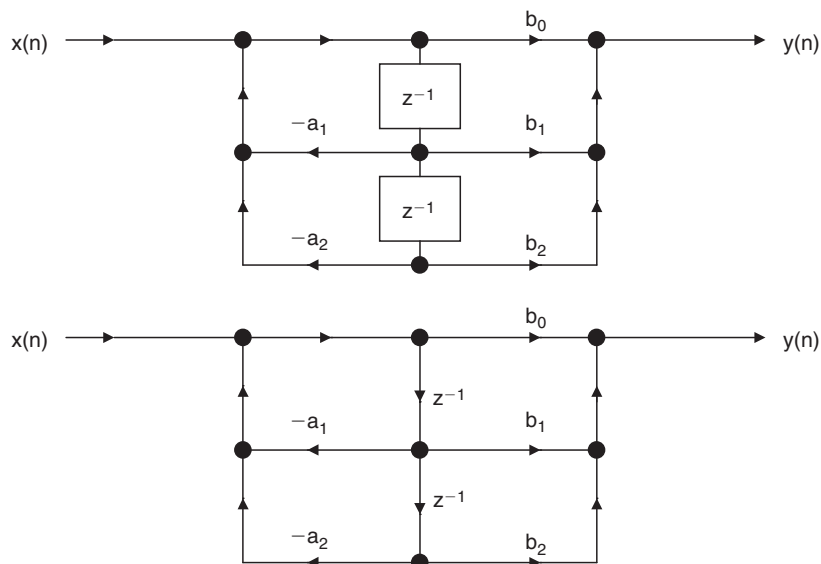 x(n) b₀ y(n)
z⁻¹
−a₁ b₁
z⁻¹
−a₂ b₂
x(n) b₀ y(n)
z⁻¹
−a₁ b₁
z⁻¹
−a₂ b₂